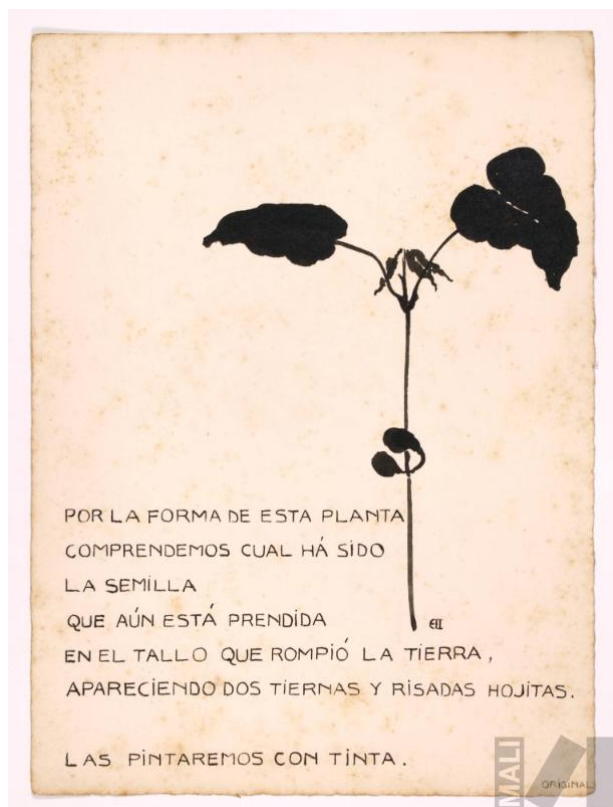 POR LA FORMA DE ESTA PLANTA
COMPRENDEMOS CUAL HÁ SIDO
LA SEMILLA
QUE AÚN ESTÁ PRENDIDA
EN EL TALLO QUE ROMPIÓ LA TIERRA,
APARECIENDO DOS TIERNAS Y RISADAS HOJITAS.
LAS PINTAREMOS CON TINTA.
MALI
ORIGINAL